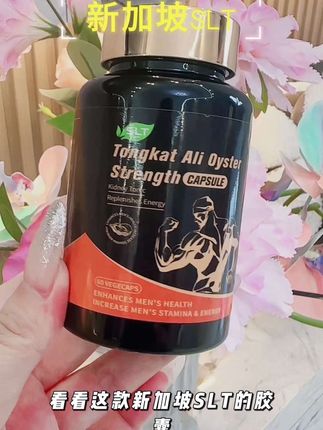 新加坡SLT
SLT
Tongkat Ali Oyster
Strength CAPSULE
Kidney Tonic
Replenishes Energy
60 VEGECAPS
ENHANCES MEN'S HEALTH
INCREASE MEN'S STAMINA & ENERGY
看看这款新加坡SLT的胶
囊